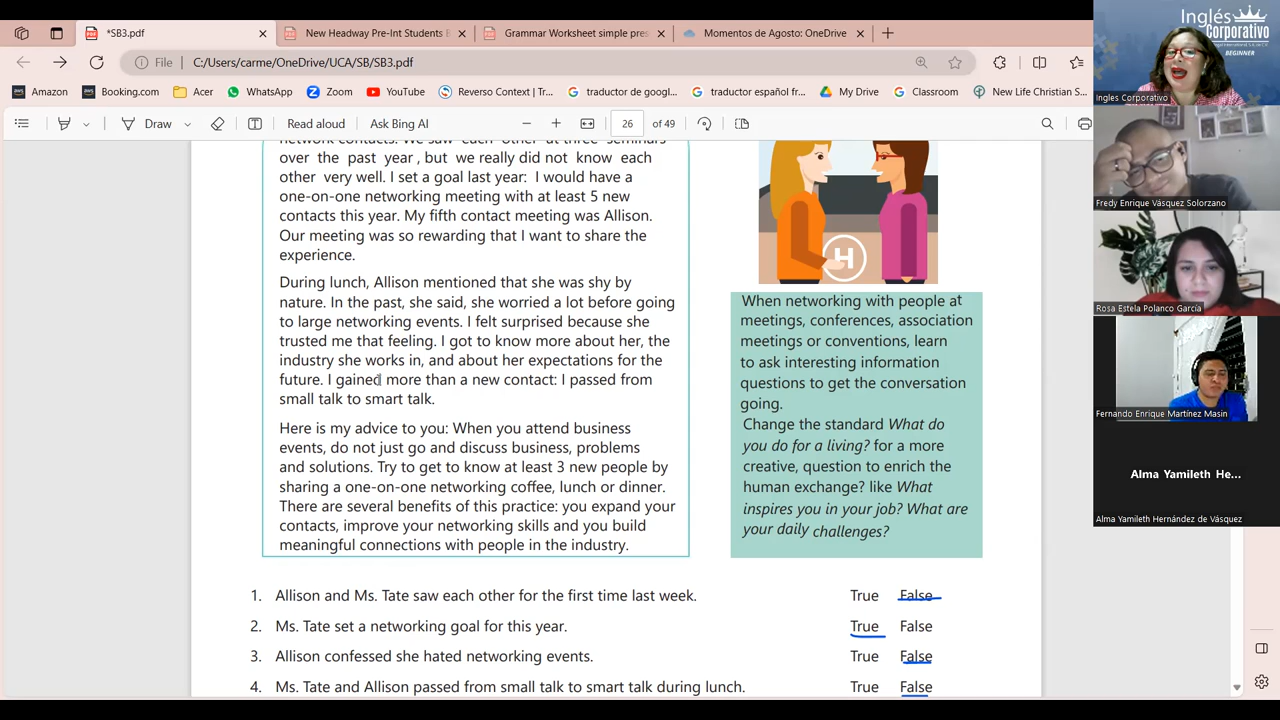 *SB3.pdf
New Headway Pre-Int Students B
Grammar Worksheet simple pres
Momentos de Agosto: ONE Drive
File
C:/Users/carme/OneDrive/UCA/SB/SB3.pdf
Amazon
Booking.com
Acer
WhatsApp
Zoom
YouTube
Reverso Context | Tr...
traductor de googl...
traductor español fr...
My Drive
Classroom
New Life Christian S...
Draw
Read aloud
Ask Bing AI
26
of 49
network contacts. We saw each other at three seminars
over the past year, but we really did not know each
other very well. I set a goal last year: I would have a
one-on-one networking meeting with at least 5 new
contacts this year. My fifth contact meeting was Allison.
Our meeting was so rewarding that I want to share the
experience.
During lunch, Allison mentioned that she was shy by
nature. In the past, she said, she worried a lot before going
to large networking events. I felt surprised because she
trusted me that feeling. I got to know more about her, the
industry she works in, and about her expectations for the
future. I gained more than a new contact: I passed from
small talk to smart talk.
Here is my advice to you: When you attend business
events, do not just go and discuss business, problems
and solutions. Try to get to know at least 3 new people by
sharing a one-on-one networking coffee, lunch or dinner.
There are several benefits of this practice: you expand your
contacts, improve your networking skills and you build
meaningful connections with people in the industry.
H
When networking with people at
meetings, conferences, association
meetings or conventions, learn
to ask interesting information
questions to get the conversation
going.
Change the standard What do
you do for a living? for a more
creative, question to enrich the
human exchange? like What
inspires you in your job? What are
your daily challenges?
1. Allison and Ms. Tate saw each other for the first time last week. True False
2. Ms. Tate set a networking goal for this year. True False
3. Allison confessed she hated networking events. True False
4. Ms. Tate and Allison passed from small talk to smart talk during lunch. True False
Inglés
Corporativo
BEGINNER
Ingles Corporativo
Fredy Enrique Vásquez Solorzano
Rosa Estela Polanco García
Fernando Enrique Martínez Masin
Alma Yamileth He...
Alma Yamileth Hernández de Vásquez